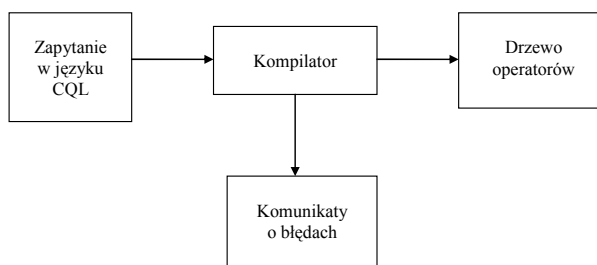 Zapytanie
w języku
CQL
Kompilator
Drzewo
operatorów
Komunikaty
o błędach